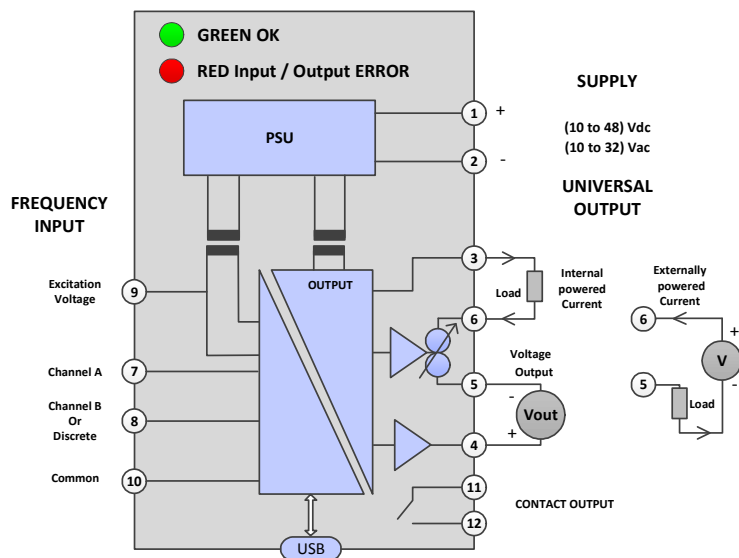 GREEN OK
RED Input / Output ERROR
PSU
1
+
2
-
SUPPLY
(10 to 48) Vdc
(10 to 32) Vac
UNIVERSAL
OUTPUT
FREQUENCY
INPUT
Excitation
Voltage
9
Channel A
7
Channel B
Or
Discrete
8
Common
10
OUTPUT
3
Load
Internal
powered
Current
6
Voltage
Output
5
-
Vout
+
4
11
12
CONTACT OUTPUT
Externally
powered
Current
6
+
V
-
5
Load
USB